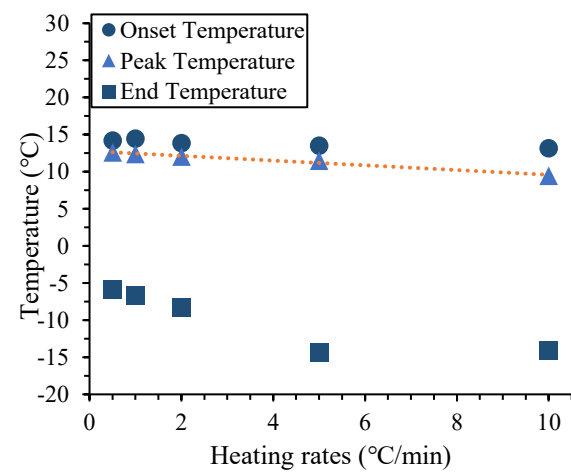 30
25
20
15
10
5
0
-5
-10
-15
-20
Temperature (°C)
Onset Temperature
Peak Temperature
End Temperature
0 2 4 6 8 10
Heating rates (°C/min)